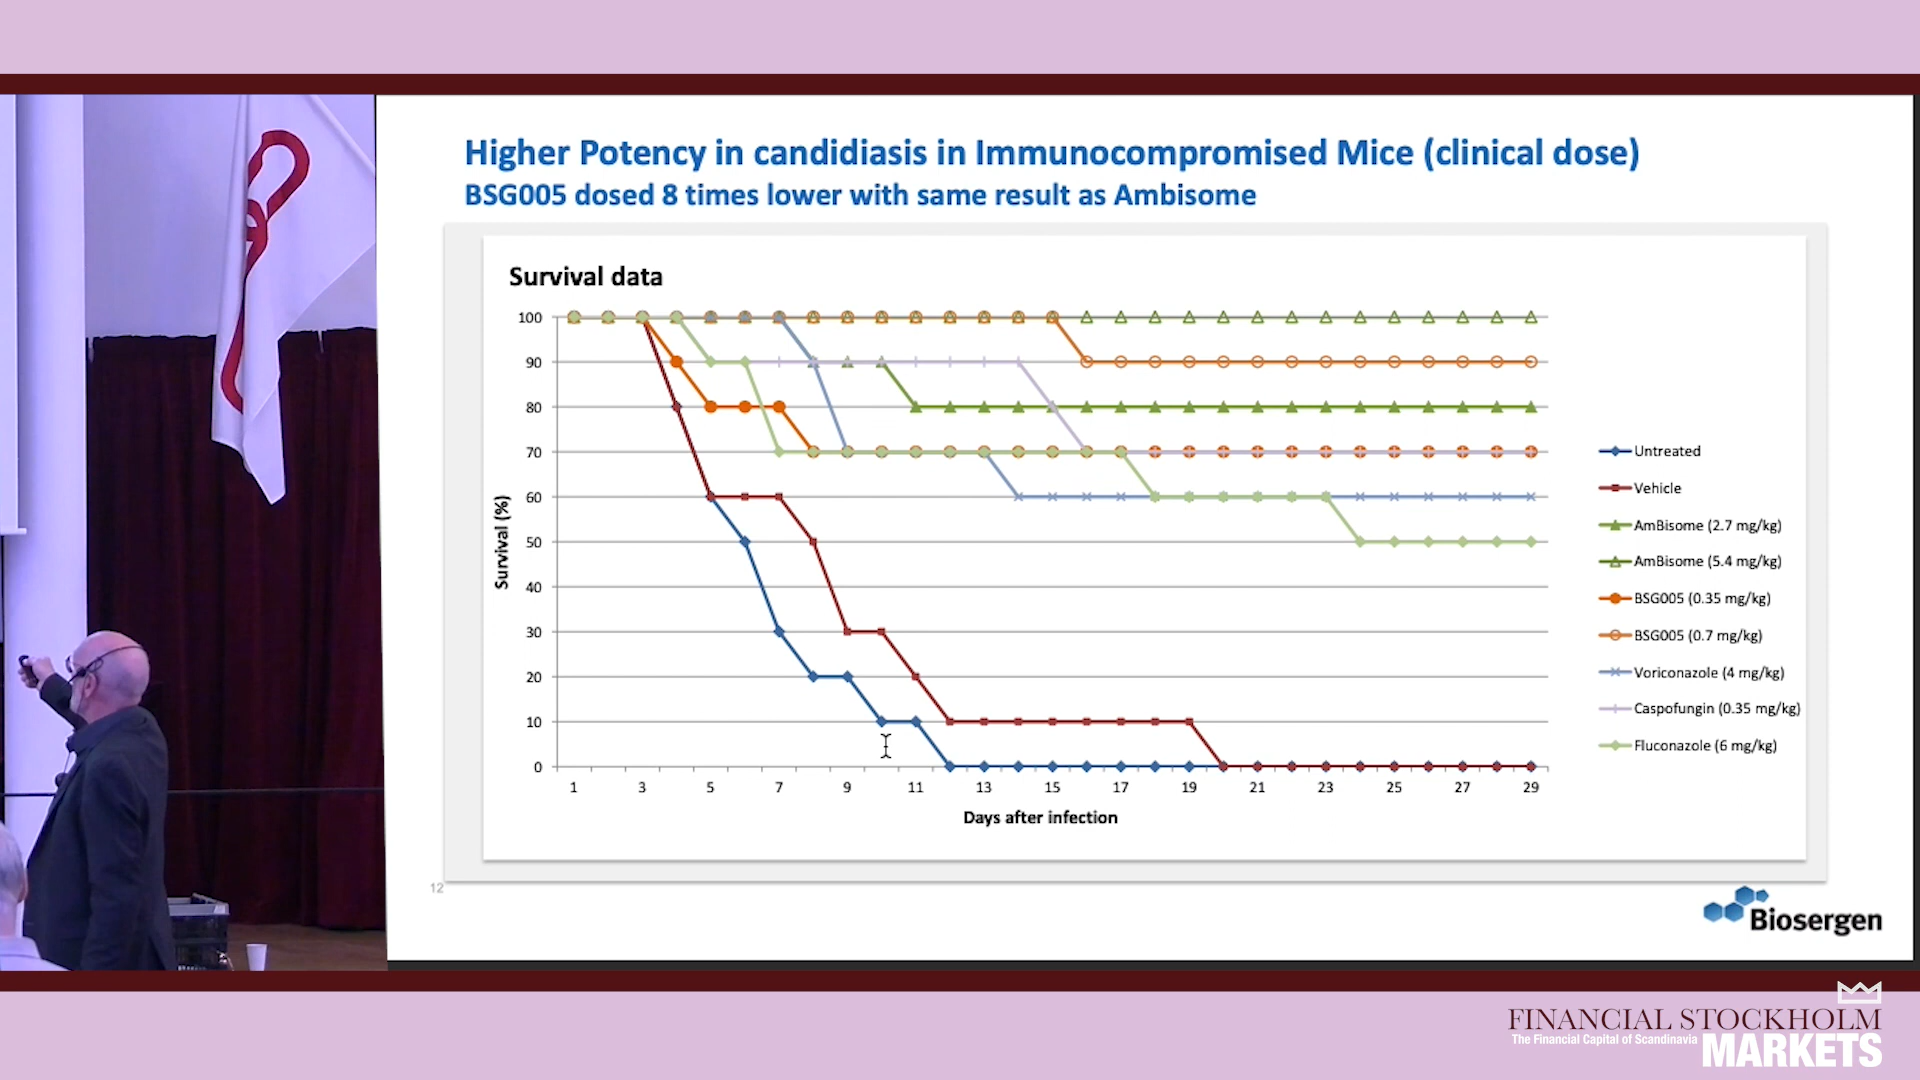 Higher Potency in candidiasis in Immunocompromised Mice (clinical dose)
BSG005 dosed 8 times lower with same result as Ambisome
Survival data
100
90
80
70
60
50
40
30
20
10
0
Survival (%)
1 3 5 7 9 11 13 15 17 19 21 23 25 27 29
Days after infection
Untreated
Vehicle
AmBisome (2.7 mg/kg)
AmBisome (5.4 mg/kg)
BSG005 (0.35 mg/kg)
BSG005 (0.7 mg/kg)
Voriconazole (4 mg/kg)
Caspofungin (0.35 mg/kg)
Fluconazole (6 mg/kg)
12
Biosergen
FINANCIAL STOCKHOLM
The Financial Capital of Scandinavia
MARKETS